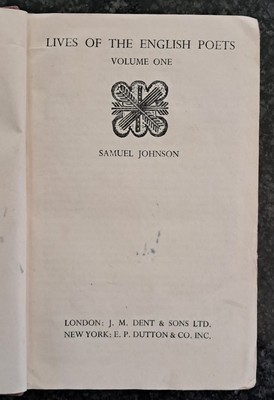 LIVES OF THE ENGLISH POETS
VOLUME ONE
SAMUEL JOHNSON
LONDON: J. M. DENT & SONS LTD.
NEW YORK: E. P. DUTTON & CO. INC.